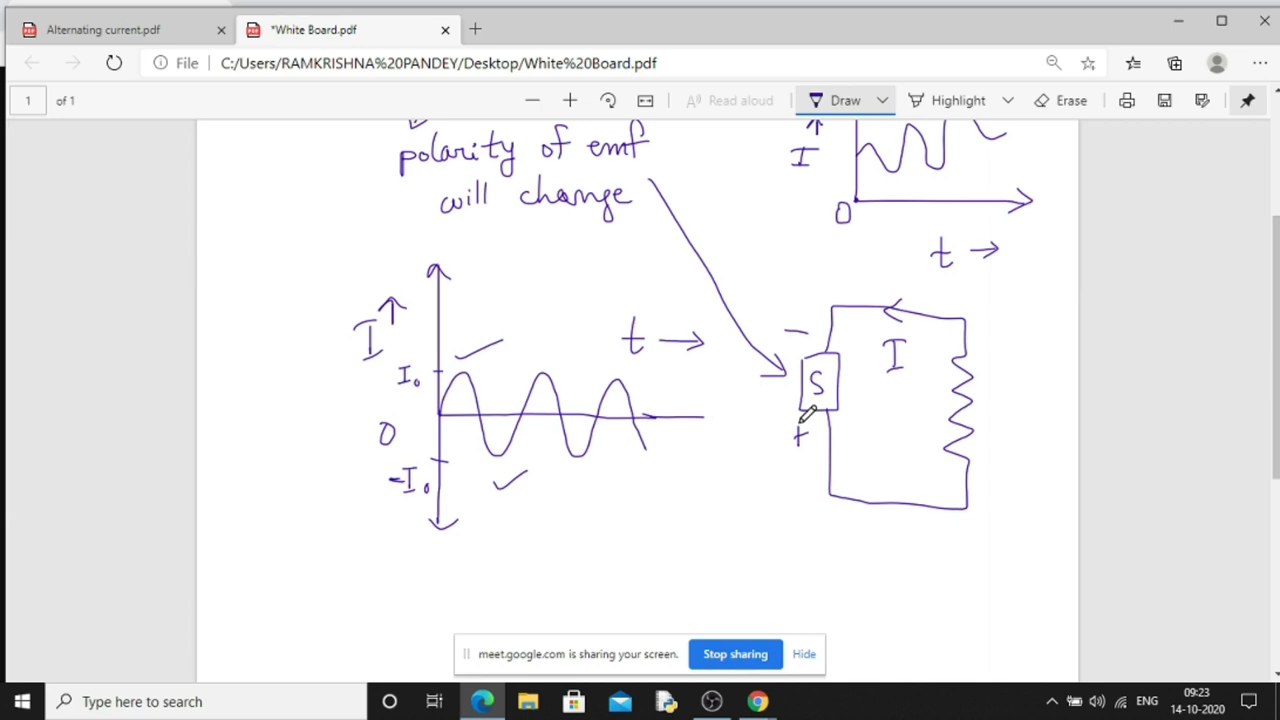 Alternating current.pdf
*White Board.pdf
File
C:/Users/RAMKRISHNA%20PANDEY/Desktop/White%20Board.pdf
1 of 1
Read aloud
Draw
Highlight
Erase
polarity of emf
will change
I
0
t →
I
I₀
0
-I₀
t →
-
S
+
I
meet.google.com is sharing your screen.
Stop sharing
Hide
Type here to search
ENG
09:23
14-10-2020